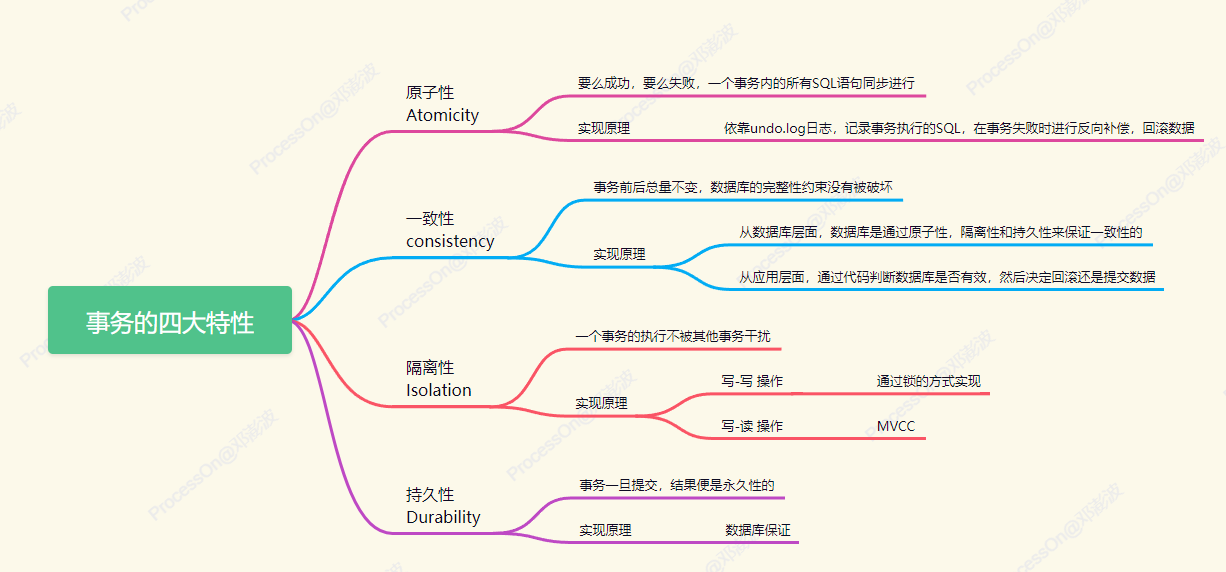 事务的四大特性
原子性
Atomicity
要么成功，要么失败，一个事务内的所有SQL语句同步进行
实现原理
依靠undo.log日志，记录事务执行的SQL，在事务失败时进行反向补偿，回滚数据
一致性
consistency
事务前后总量不变，数据库的完整性约束没有被破坏
实现原理
从数据库层面，数据库是通过原子性，隔离性和持久性来保证一致性的
从应用层面，通过代码判断数据库是否有效，然后决定回滚还是提交数据
隔离性
Isolation
一个事务的执行不被其他事务干扰
实现原理
写-写 操作
通过锁的方式实现
写-读 操作
MVCC
持久性
Durability
事务一旦提交，结果便是永久性的
实现原理
数据库保证
ProcessOn@邓澎波